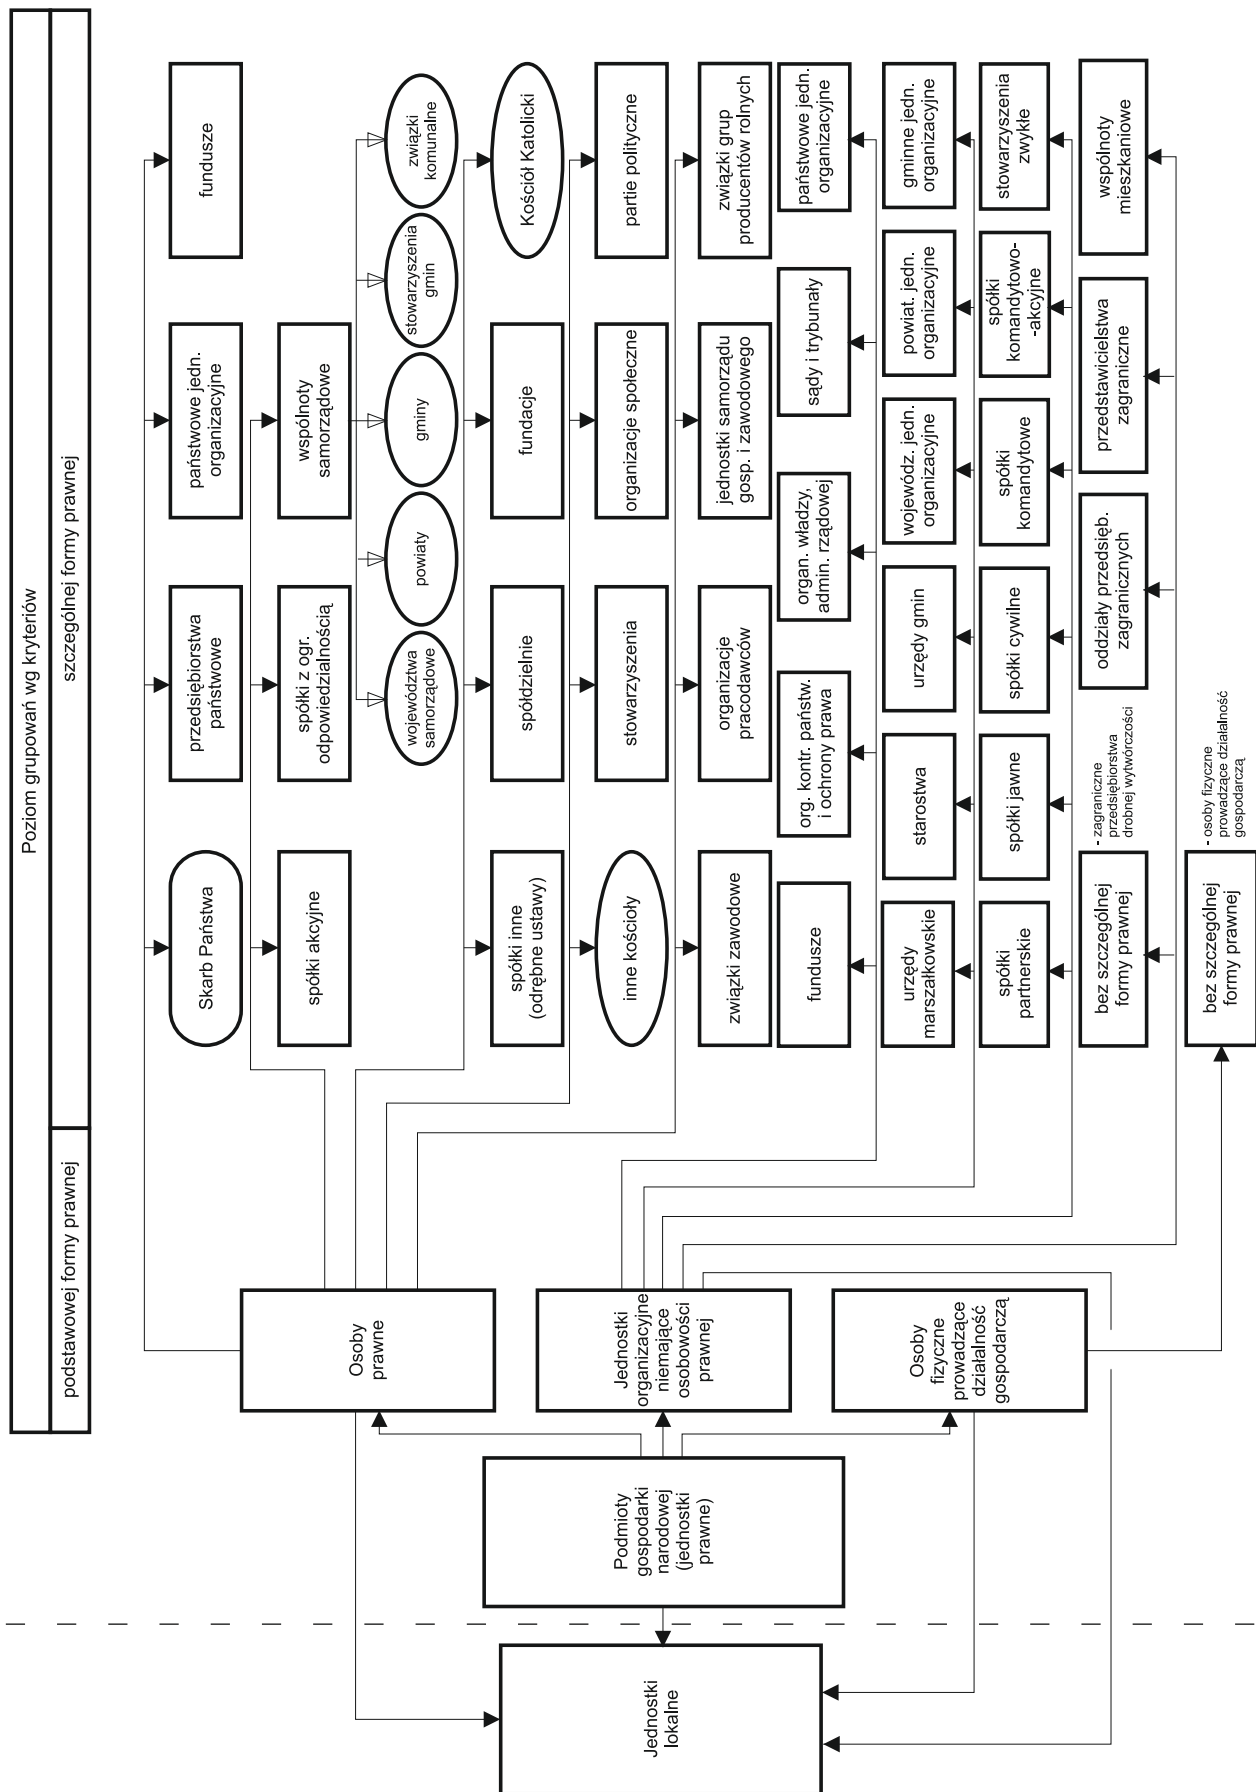 Poziom grupowań wg kryteriów
podstawowej formy prawnej
szczególnej formy prawnej
Skarb Państwa
przedsiębiorstwa
państwowe
państwowe jedn.
organizacyjne
fundusze
spółki akcyjne
spółki z ogr.
odpowiedzialnością
wspólnoty
samorządowe
województwa
samorządowe
powiaty
gminy
stowarzyszenia
gmin
związki
komunalne
spółki inne
(odrębne ustawy)
spółdzielnie
fundacje
Kościół Katolicki
inne kościoły
stowarzyszenia
organizacje społeczne
partie polityczne
związki zawodowe
organizacje
pracodawców
jednostki samorządu
gosp. i zawodowego
związki grup
producentów rolnych
fundusze
org. kontr. państw.
i ochrony prawa
organ. władzy,
admin. rządowej
sądy i trybunały
państwowe jedn.
organizacyjne
urzędy
marszałkowskie
starostwa
urzędy gmin
wojewódz. jedn.
organizacyjne
powiat. jedn.
organizacyjne
gminne jedn.
organizacyjne
spółki
partnerskie
spółki jawne
spółki cywilne
spółki
komandytowe
spółki
komandytowo-
-akcyjne
stowarzyszenia
zwykłe
bez szczególnej
formy prawnej
- zagraniczne
przedsiębiorstwa
drobnej wytwórczości
oddziały przedsięb.
zagranicznych
przedstawicielstwa
zagraniczne
wspólnoty
mieszkaniowe
bez szczególnej
formy prawnej
- osoby fizyczne
prowadzące działalność
gospodarczą
Osoby
prawne
Jednostki
organizacyjne
niemające
osobowości
prawnej
Osoby
fizyczne
prowadzące
działalność
gospodarczą
Podmioty
gospodarki
narodowej
(jednostki
prawne)
Jednostki
lokalne